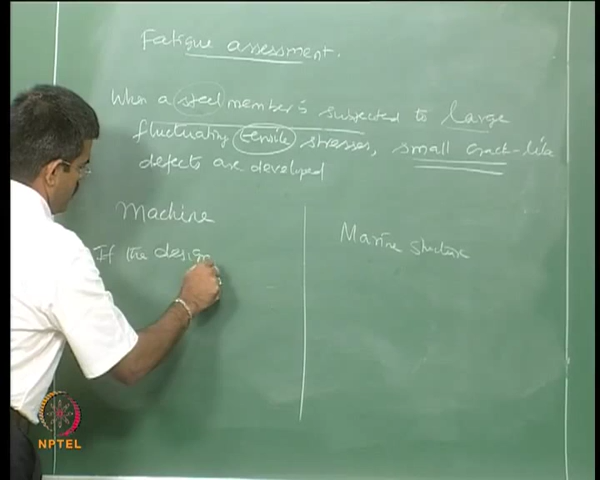 Fatigue assessment.
When a steel member is subjected to large
fluctuating tensile stresses, small crack-like
defects are developed
Machine
If the design
Marine structure
NPTEL